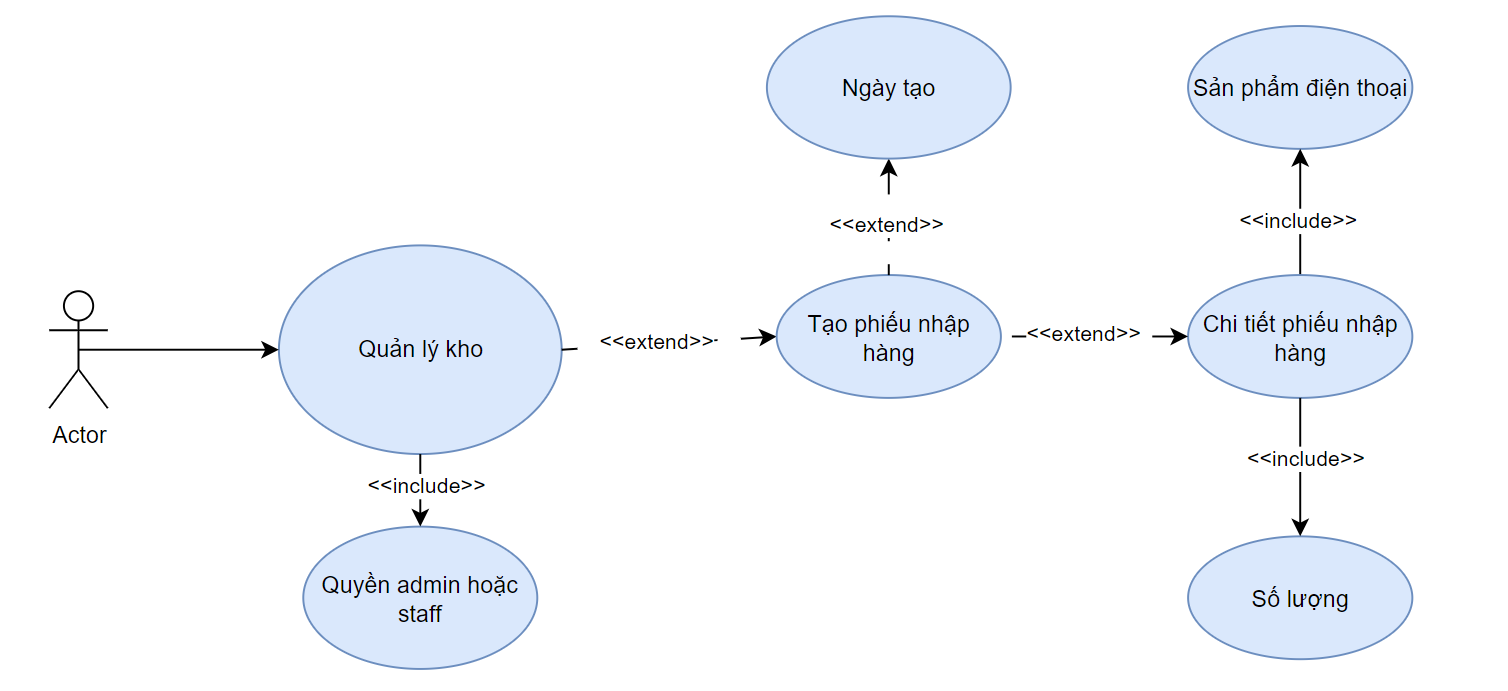 Ngày tạo
Sản phẩm điện thoại
<<extend>>
<<include>>
Tạo phiếu nhập
hàng
Chi tiết phiếu nhập
hàng
Quản lý kho
<<extend>>
<<extend>>
Actor
<<include>>
<<include>>
Quyền admin hoặc
staff
Số lượng